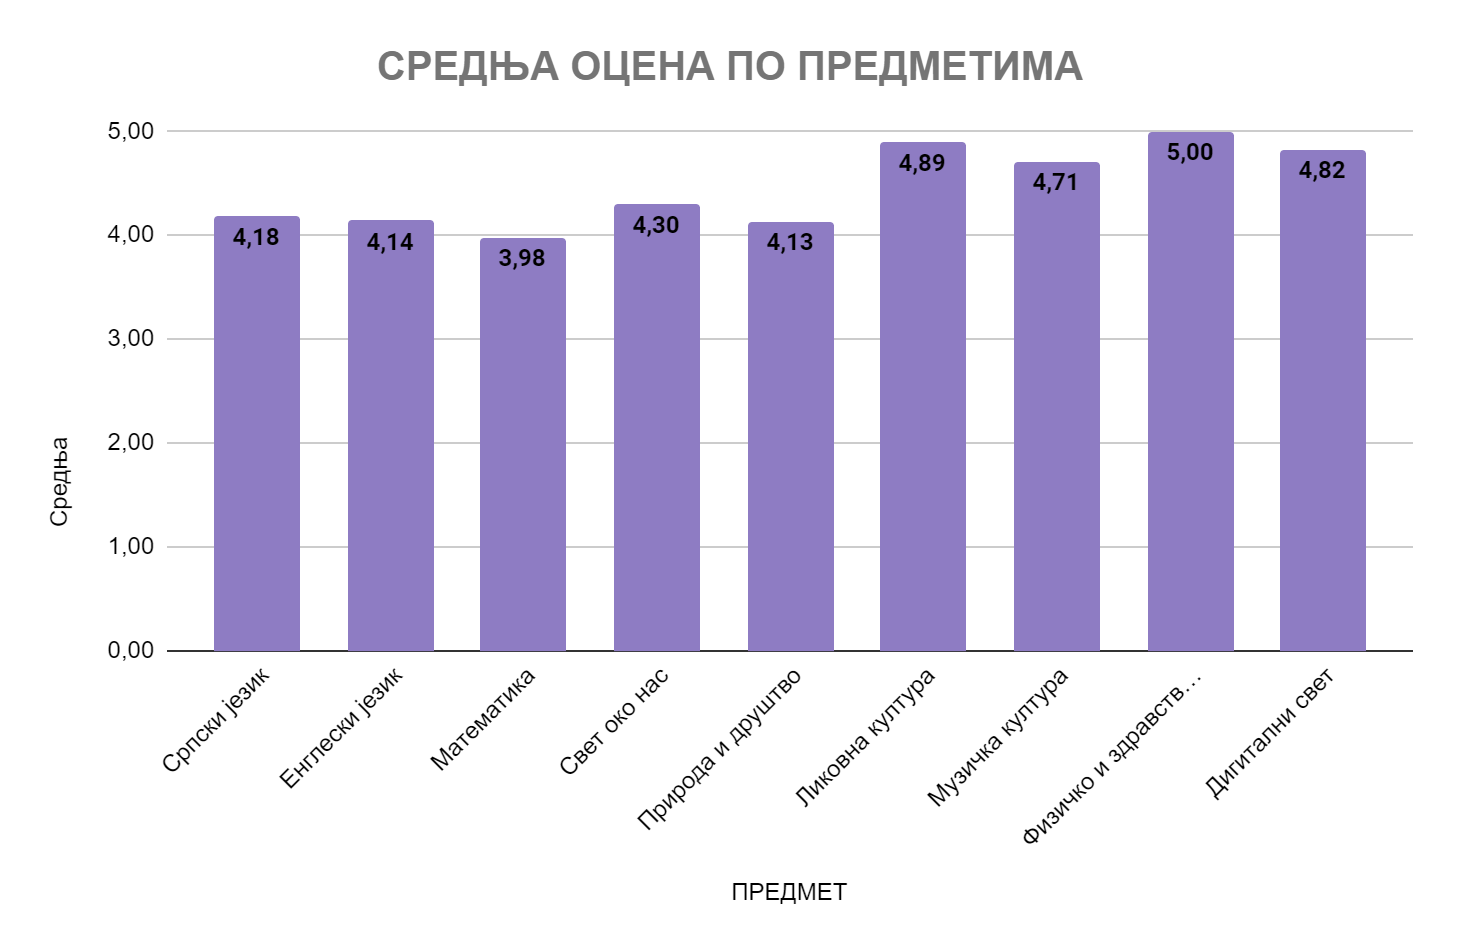 СРЕДЊА ОЦЕНА ПО ПРЕДМЕТИМА
5,00
4,00
3,00
2,00
1,00
0,00
Средња
4,18
4,14
3,98
4,30
4,13
4,89
4,71
5,00
4,82
Српски језик
Енглески језик
Математика
Свет око нас
Природа и друштво
Ликовна култура
Музичка култура
Физичко и здравств…
Дигитални свет
ПРЕДМЕТ